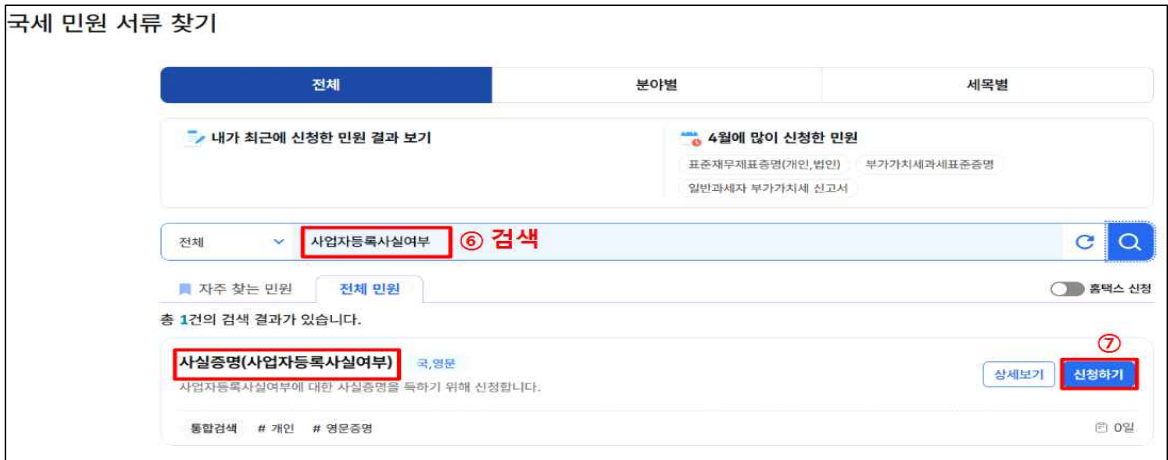 국세 민원 서류 찾기
전체 분야별 세목별
내가 최근에 신청한 민원 결과 보기
4월에 많이 신청한 민원
표준재무제표증명(개인,법인) 부가가치세과세표준증명
일반과세자 부가가치세 신고서
전체 사업자등록사실여부 ⑥ 검색
자주 찾는 민원 전체 민원 홈택스 신청
총 1건의 검색 결과가 있습니다.
⑦
사실증명(사업자등록사실여부) 국,영문
상세보기 신청하기
사업자등록사실여부에 대한 사실증명을 득하기 위해 신청합니다.
통합검색 # 개인 # 영문증명 0일